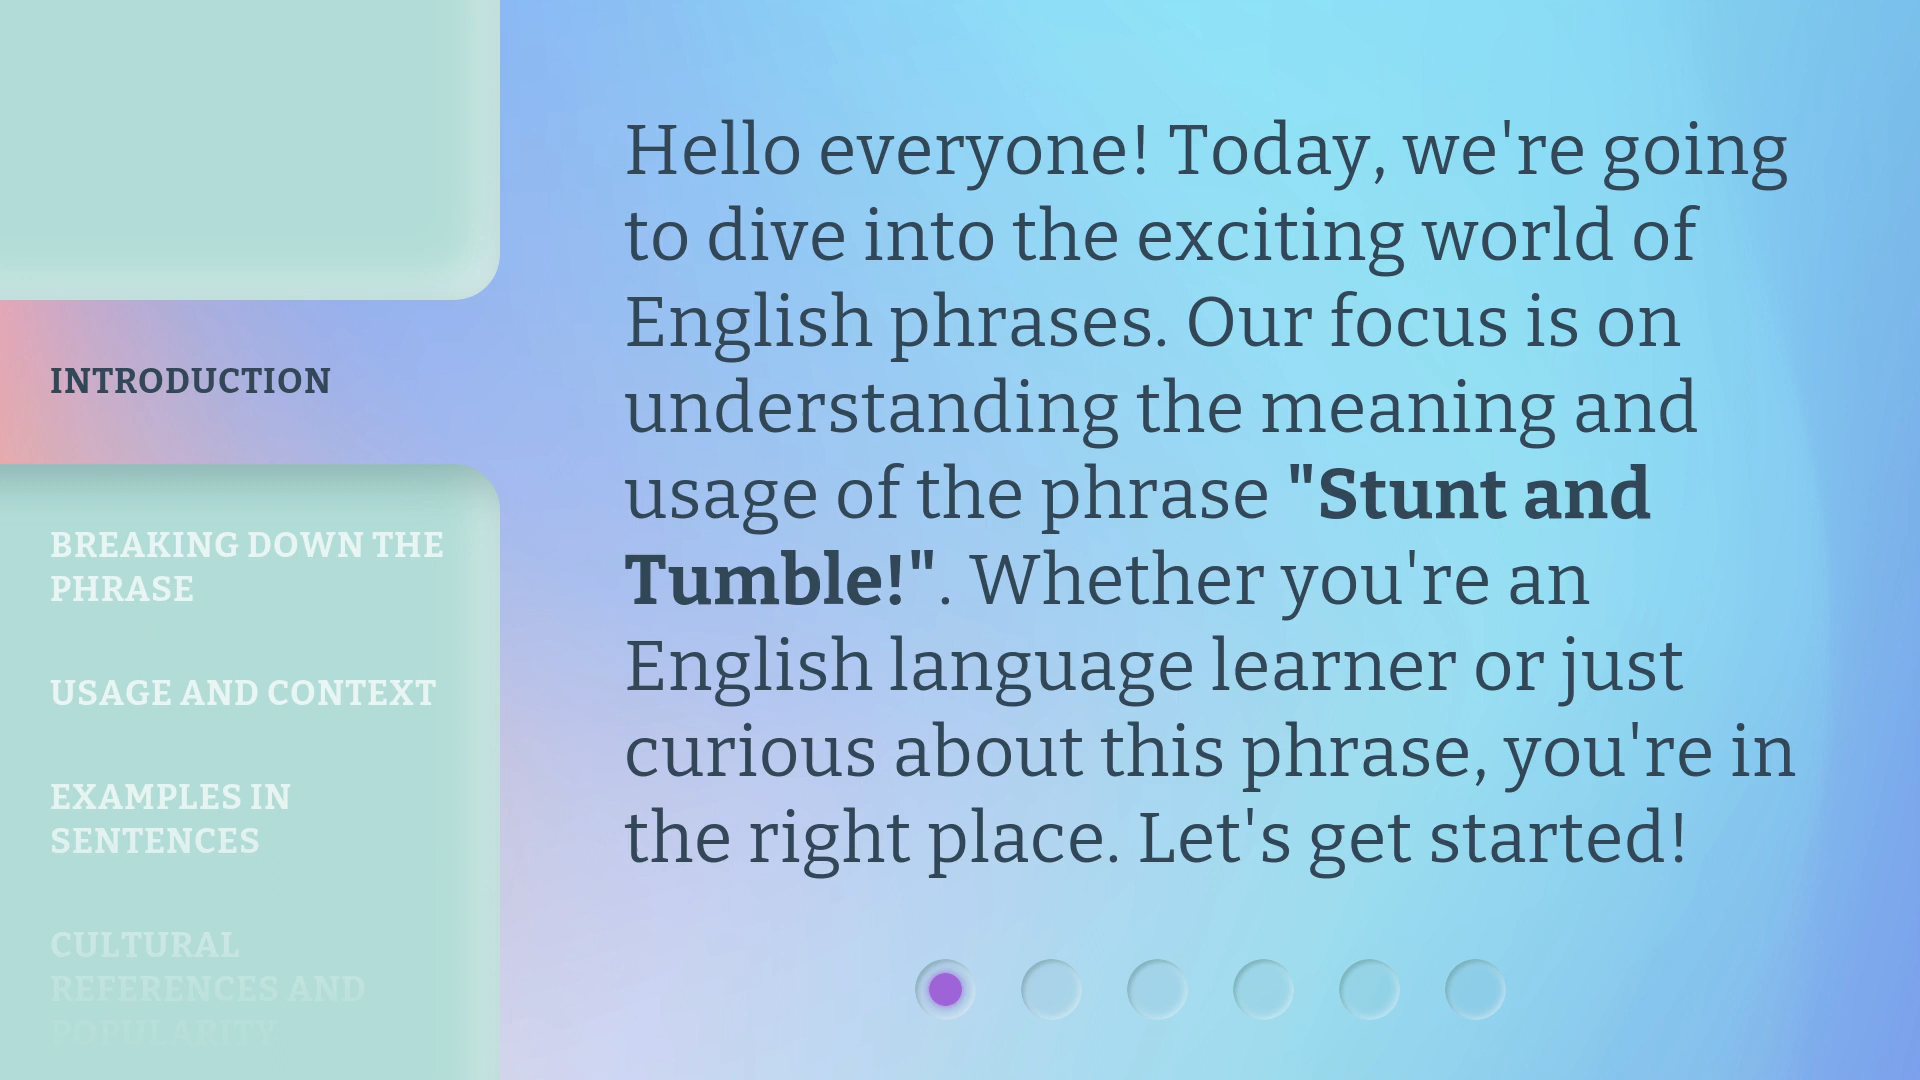 INTRODUCTION
BREAKING DOWN THE
PHRASE
USAGE AND CONTEXT
EXAMPLES IN
SENTENCES
CULTURAL
REFERENCES AND
POPULARITY
Hello everyone! Today, we're going
to dive into the exciting world of
English phrases. Our focus is on
understanding the meaning and
usage of the phrase "Stunt and
Tumble!". Whether you're an
English language learner or just
curious about this phrase, you're in
the right place. Let's get started!